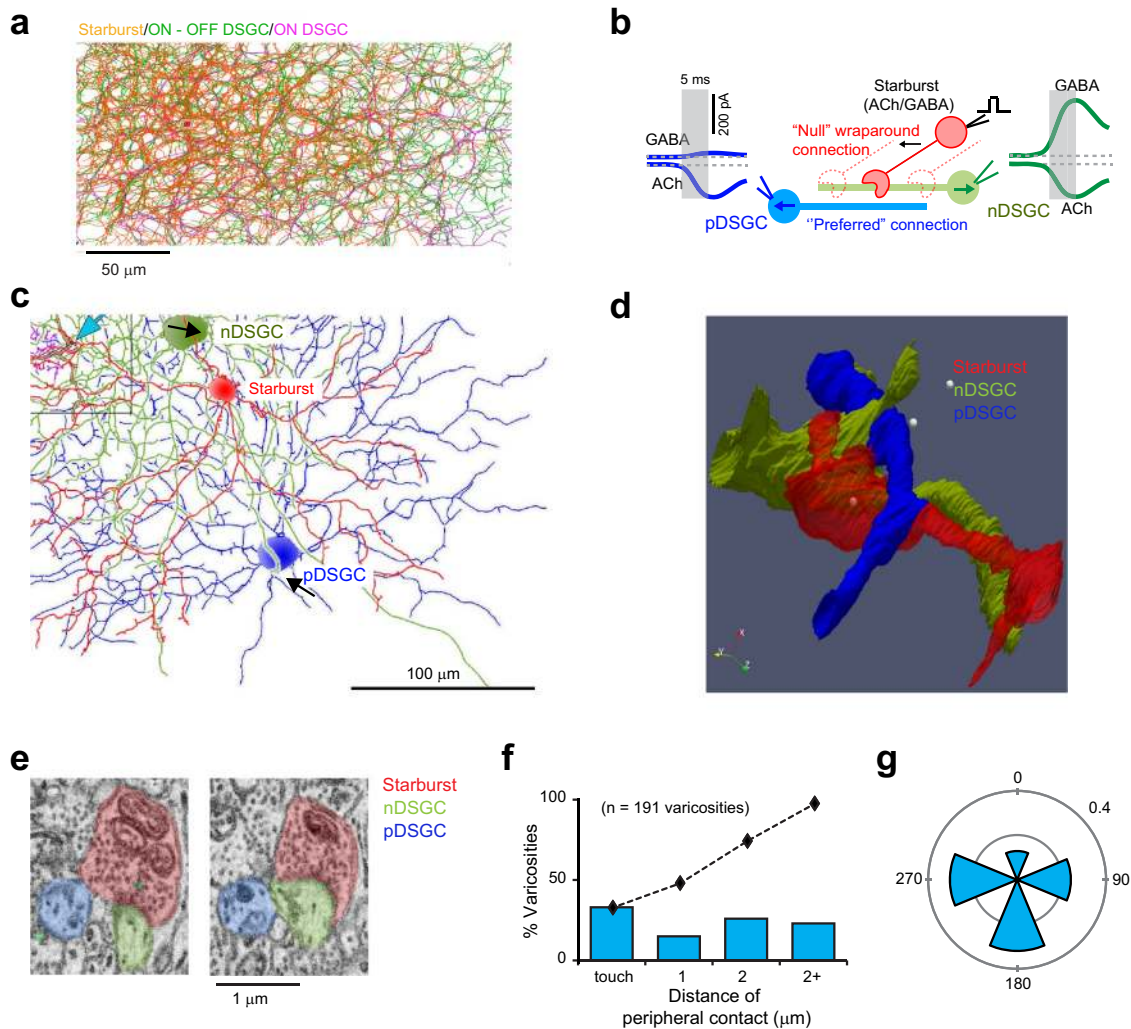 a
Starburst/ON - OFF DSGC/ON DSGC
50 μm
b
5 ms
200 pA
GABA
ACh
Starburst
(ACh/GABA)
“Null” wraparound
connection
GABA
ACh
pDSGC
‘'Preferred” connection
nDSGC
c
nDSGC
Starburst
pDSGC
100 μm
d
Starburst
nDSGC
pDSGC
X
Y
Z
e
Starburst
nDSGC
pDSGC
1 μm
f
(n = 191 varicosities)
100
50
0
% Varicosities
touch
1
2
2+
Distance of
peripheral contact (μm)
g
0
0.4
270
90
180